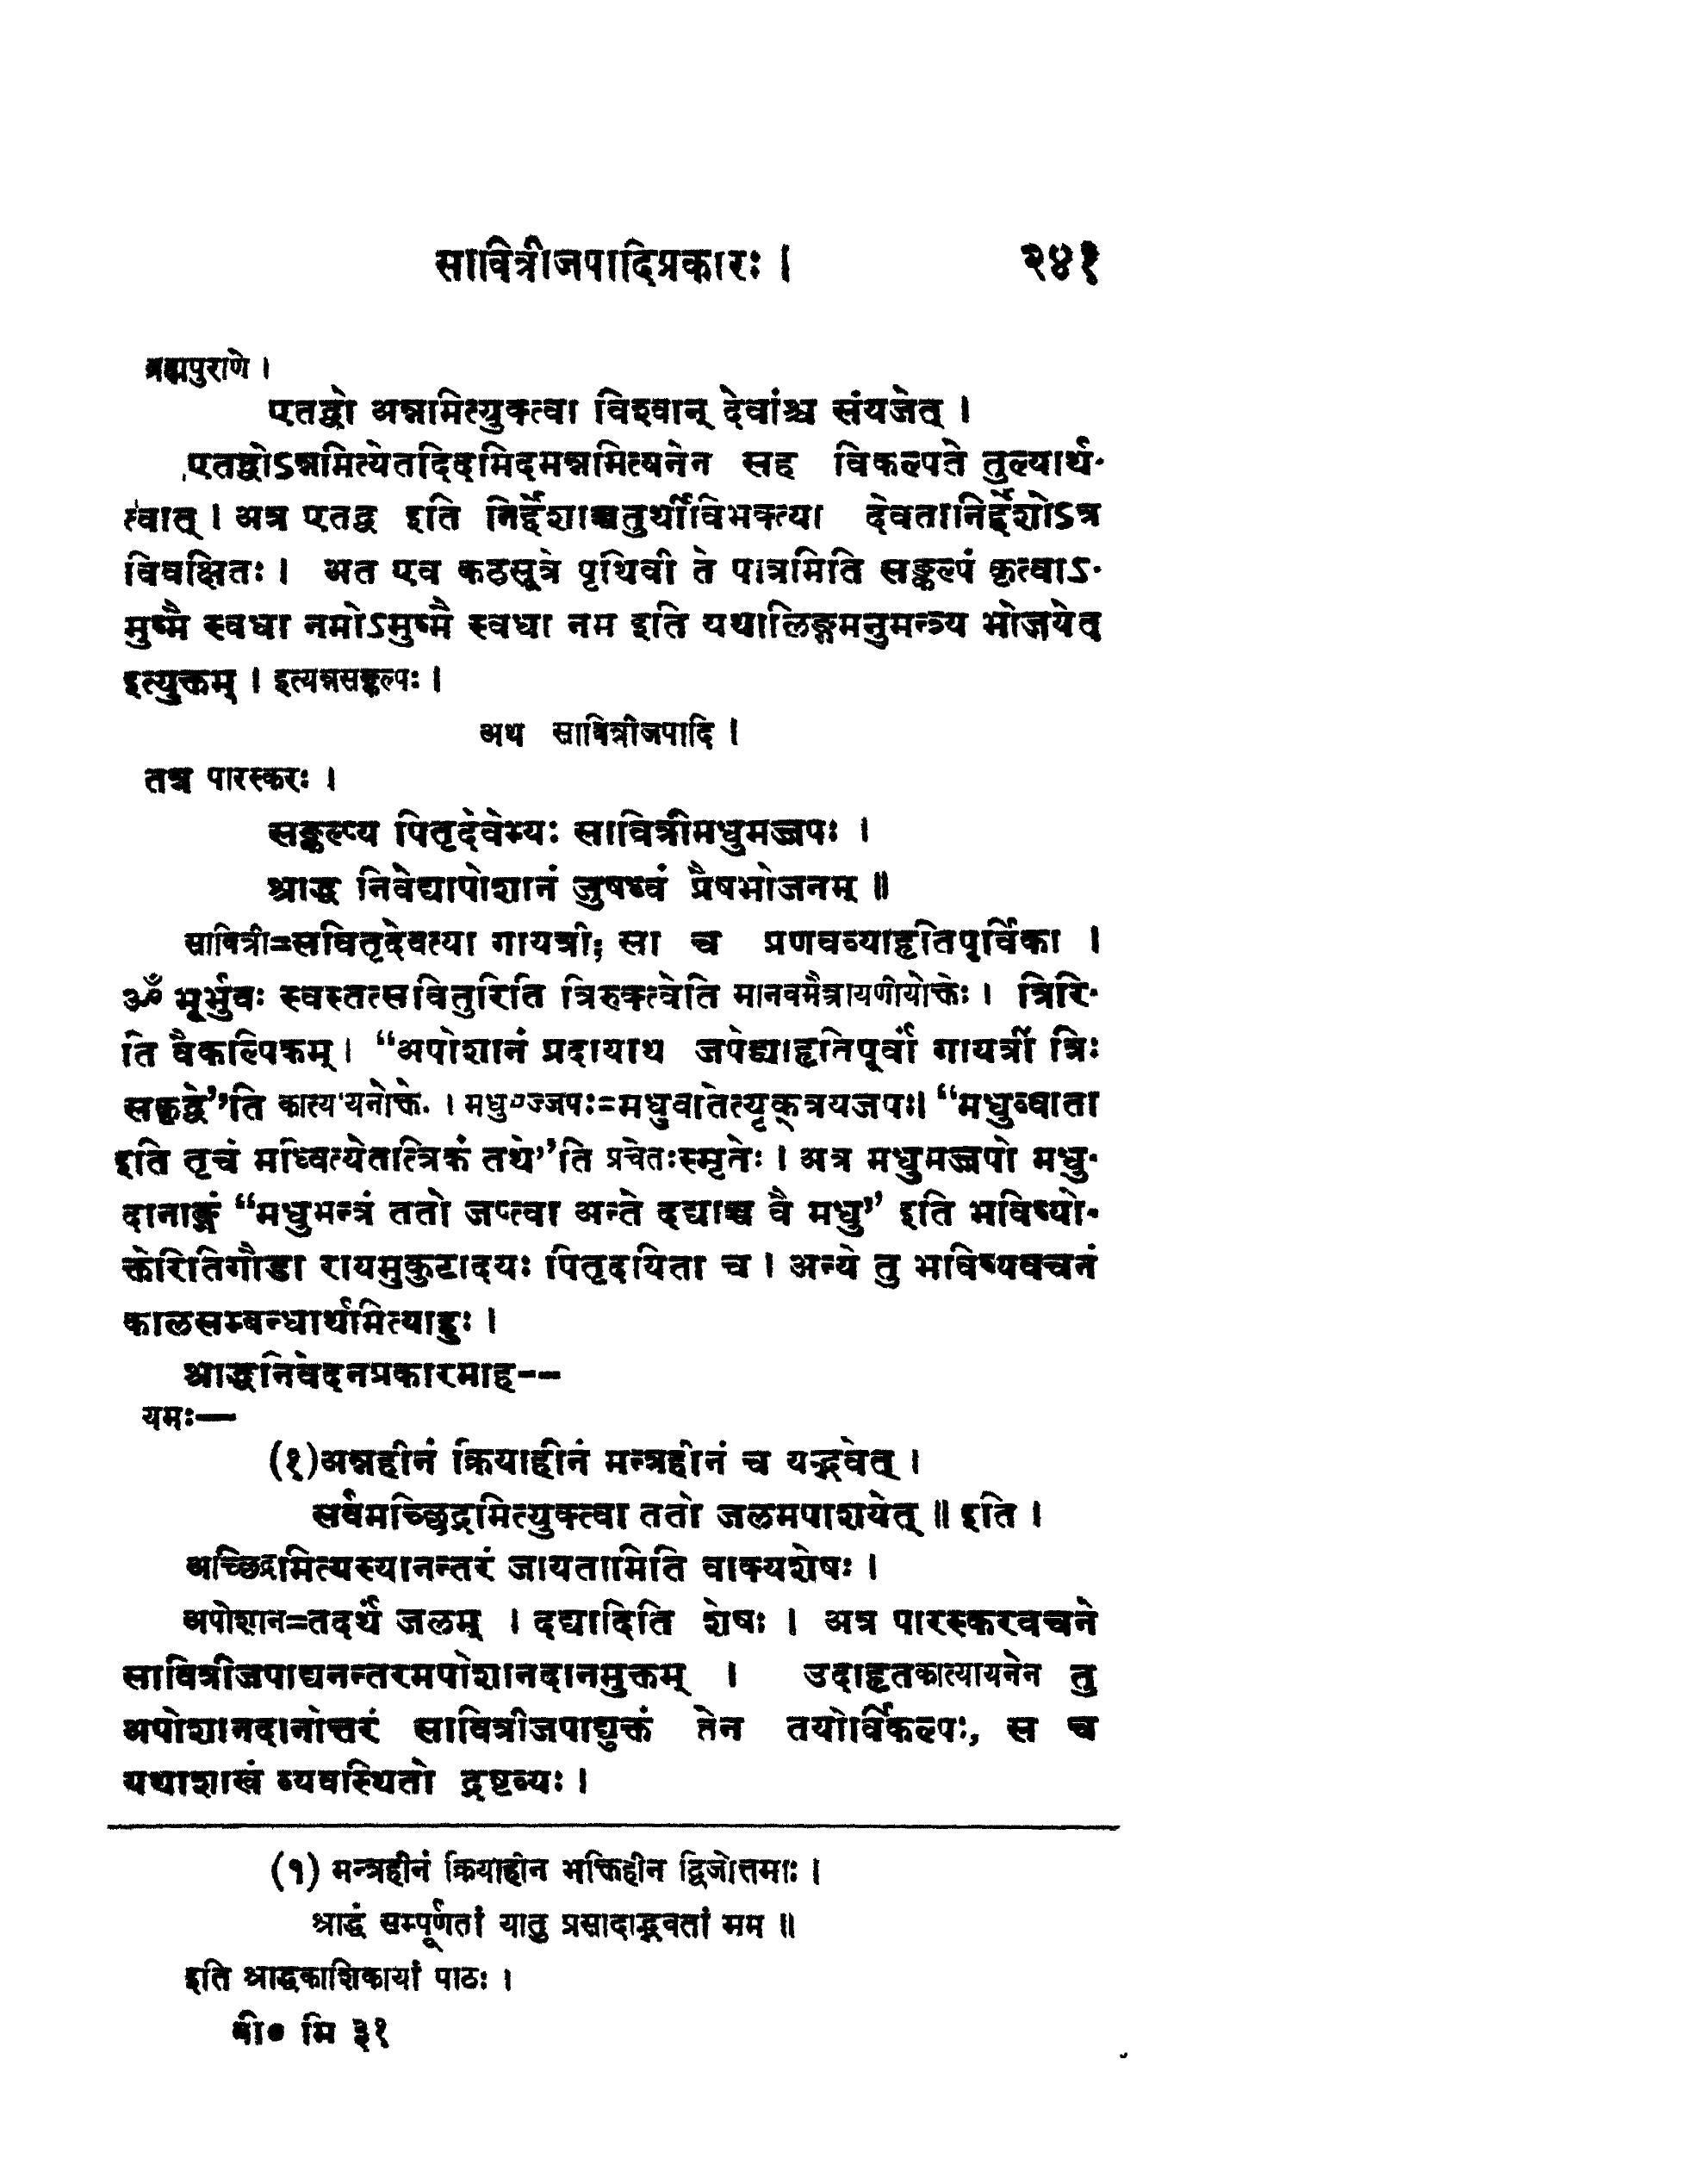 सावित्रीजपादिप्रकारः । २४१
ब्रह्मपुराणे ।
एतद्वो अन्नामित्युक्त्वा विश्वान् देवांश्च संयजेत् ।
एतद्वोऽन्नमित्येतदिदमिदमन्नमित्यनेन सह विकल्पते तुल्यार्थ-
त्वात् । अत्र एतद्व इति निर्द्देशाच्चतुर्थीविभक्त्या देवतानिर्द्देशोऽत्र
विवक्षितः । अत एव कठसूत्रे पृथिवी ते पात्रमिति सङ्कल्पं कृत्वाऽ-
मुष्मै स्वधा नमोऽमुष्मै स्वधा नम इति यथालिङ्गमनुमन्त्र्य भोजयेत्
इत्युक्तम् । इत्यन्नसङ्कल्पः ।
अथ सावित्रीजपादि ।
तत्र पारस्करः ।
सङ्कल्प्य पितृदेवेभ्यः सावित्रीमधुमज्जपः ।
श्राद्ध निवेद्यापोशानं जुषध्वं प्रैषभोजनम् ॥
सावित्री=सवितृदेवत्या गायत्री; सा च प्रणवव्याहृतिपूर्विका ।
ॐ भूर्भुवः स्वस्तत्सवितुरिति त्रिरुक्त्वेति मानवमैत्रायणीयोक्तेः । त्रिरि-
ति वैकल्पिकम् । “अपोशानं प्रदायाथ जपेद्व्याहृतिपूर्वां गायत्रीं त्रिः
सकृद्वे”ति कात्यायनोक्ते. । मधुमज्जपः=मधुवातेत्यृक्त्रयजपः। “मधुव्वाता
इति तृचं मध्वित्येतत्त्रिकं तथे”ति प्रचेतःस्मृतेः । अत्र मधुमज्जपो मधु-
दानाङ्गं “मधुमन्त्रं ततो जप्त्वा अन्ते दद्याच्च वै मधु” इति भविष्यो-
क्तेरितिगौडा रायमुकुटादयः पितृदयिता च । अन्ये तु भविष्यवचनं
कालसम्बन्धार्थमित्याहुः ।
श्राद्धनिवेदनप्रकारमाह--
यमः—
(१)अन्नहीनं क्रियाहीनं मन्त्रहीनं च यद्भवेत् ।
सर्वमच्छिद्रमित्युक्त्वा ततो जलमपाशयेत् ॥ इति ।
अच्छिद्रामित्यस्यानन्तरं जायतामिति वाक्यशेषः ।
अपोशान=तदर्थं जलम् । दद्यादिति शेषः । अत्र पारस्करवचने
सावित्रीजपाद्यनन्तरमपोशानदानमुक्तम् । उदाहृतकात्यायनेन तु
अपोशानदानोत्तरं सावित्रीजपाद्युक्तं तेन तयोर्विकल्पः, स च
यथाशाखं व्यवस्थितो द्रष्टव्यः ।
(१) मन्त्रहीनं क्रियाहीन भक्तिहीन द्विजोत्तमाः ।
श्राद्धं सम्पूर्णतां यातु प्रसादाद्भवतां मम ॥
इति श्राद्धकाशिकायां पाठः ।
वी० मि ३१